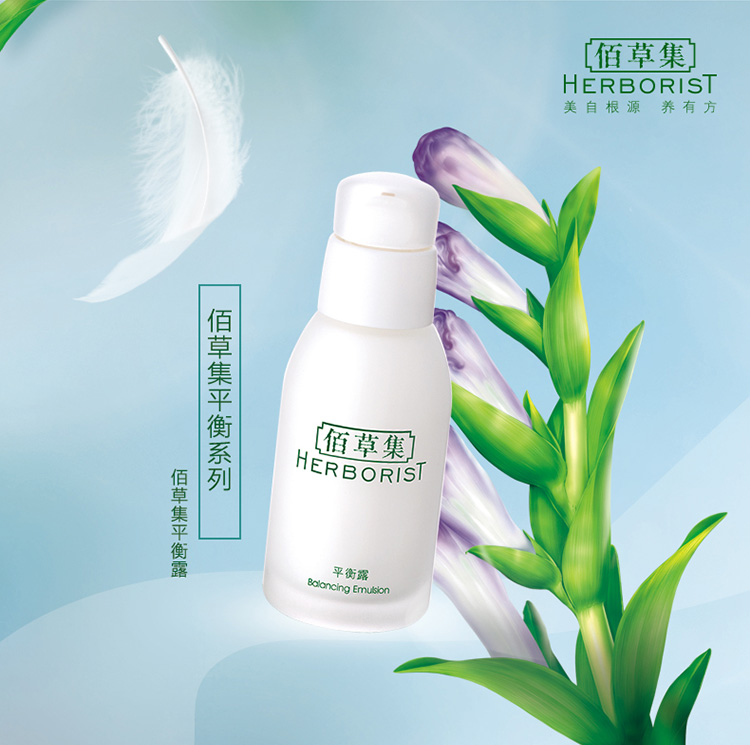 佰草集
HERBORIST
美自根源 养有方
佰草集平衡系列
佰草集平衡露
佰草集
HERBORIST
平衡露
Balancing Emulsion